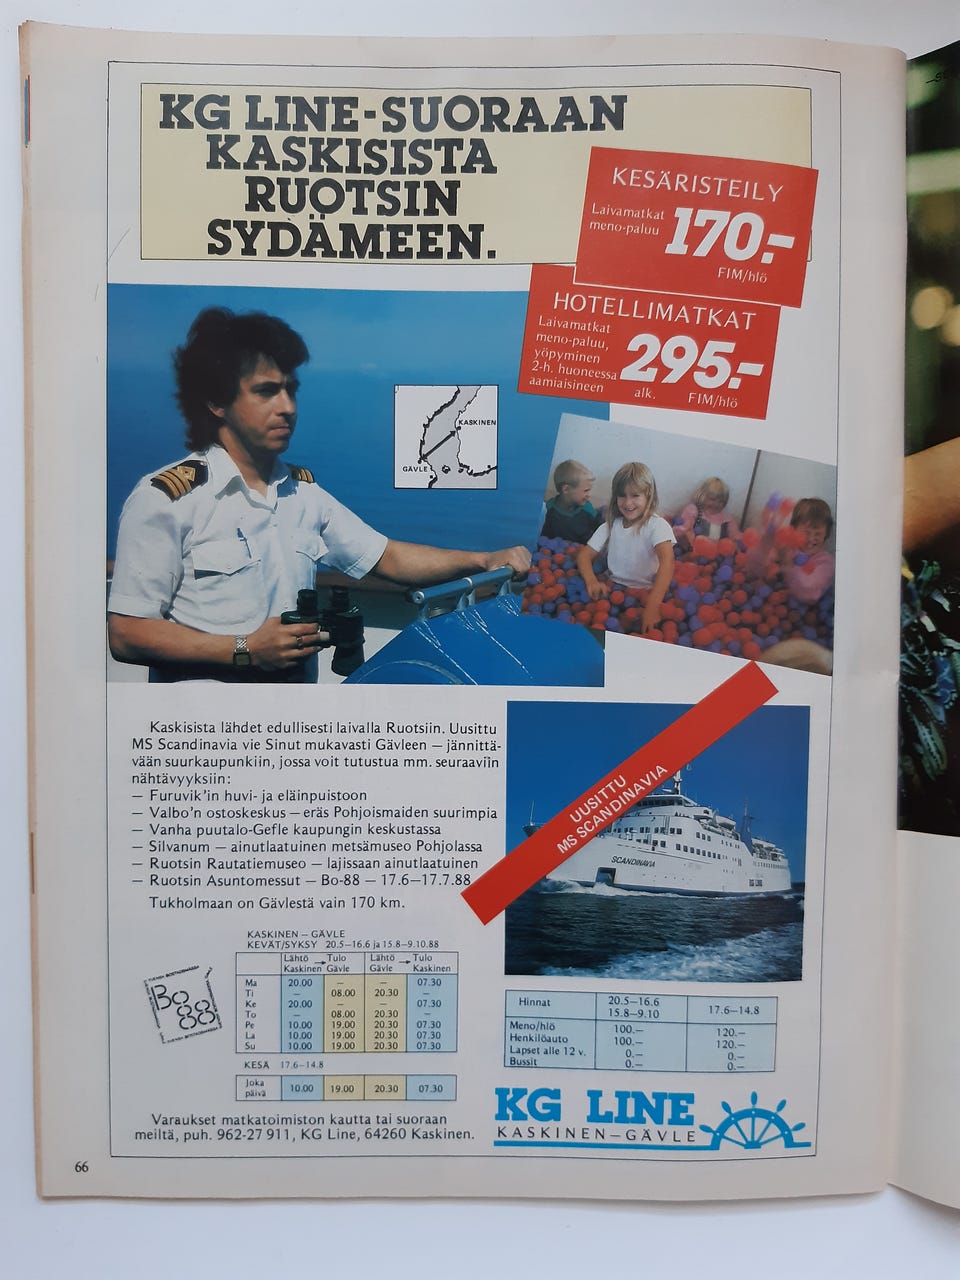 KG LINE-SUORAAN
KASKISISTA
RUOTSIN
SYDÄMEEN.
KESÄRISTEILY
Laivamatkat
meno-paluu
170:-
FIM/hlö
HOTELLIMATKAT
Laivamatkat
meno-paluu,
yöpyminen
2-h. huoneessa
aamiaisineen
295:-
alk.
FIM/hlö
KASKINEN
GÄVLE
Kaskisista lähdet edullisesti laivalla Ruotsiin. Uusittu
MS Scandinavia vie Sinut mukavasti Gävleen — jännittä-
vään suurkaupunkiin, jossa voit tutustua mm. seuraaviin
nähtävyyksiin:
— Furuvik'in huvi- ja eläinpuistoon
— Valbo'n ostoskeskus — eräs Pohjoismaiden suurimpia
— Vanha puutalo-Gefle kaupungin keskustassa
— Silvanum — ainutlaatuinen metsämuseo Pohjolassa
— Ruotsin Rautatiemuseo — lajissaan ainutlaatuinen
— Ruotsin Asuntomessut — Bo-88 — 17.6—17.7.88
Tukholmaan on Gävlestä vain 170 km.
UUSITTU
MS SCANDINAVIA
SCANDINAVIA
KG LINE
KASKINEN — GÄVLE
KEVÄT/SYKSY 20.5—16.6 ja 15.8—9.10.88
Lähtö → Tulo Lähtö → Tulo
Kaskinen Gävle Gävle Kaskinen
Ma 20.00 — — 07.30
Ti — 08.00 20.30 —
Ke 20.00 — — 07.30
To — 08.00 20.30 —
Pe 10.00 19.00 20.30 07.30
La 10.00 19.00 20.30 07.30
Su 10.00 19.00 20.30 07.30
KESÄ 17.6—14.8
Joka
päivä 10.00 19.00 20.30 07.30
Bo
88
Hinnat 20.5—16.6
15.8—9.10 17.6—14.8
Meno/hlö 100.— 120.—
Henkilöauto 100.— 120.—
Lapset alle 12 v. 0.— 0.—
Bussit 0.— 0.—
Varaukset matkatoimiston kautta tai suoraan
meiltä, puh. 962-27 911, KG Line, 64260 Kaskinen.
KG LINE
KASKINEN—GÄVLE
66